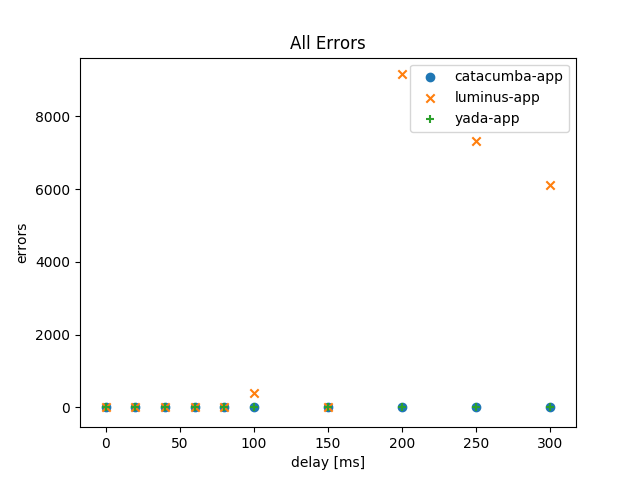 All Errors
catacumba-app
luminus-app
yada-app
errors
8000
6000
4000
2000
0
0 50 100 150 200 250 300
delay [ms]